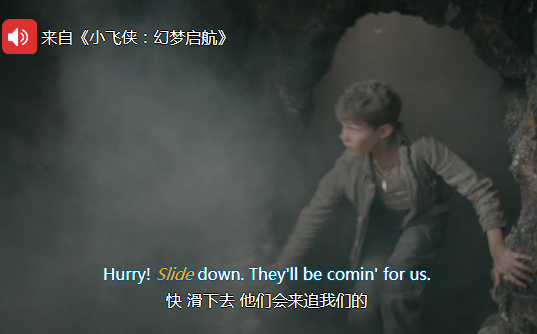 来自《小飞侠：幻梦启航》
Hurry! Slide down. They'll be comin' for us.
快 滑下去 他们会来追我们的